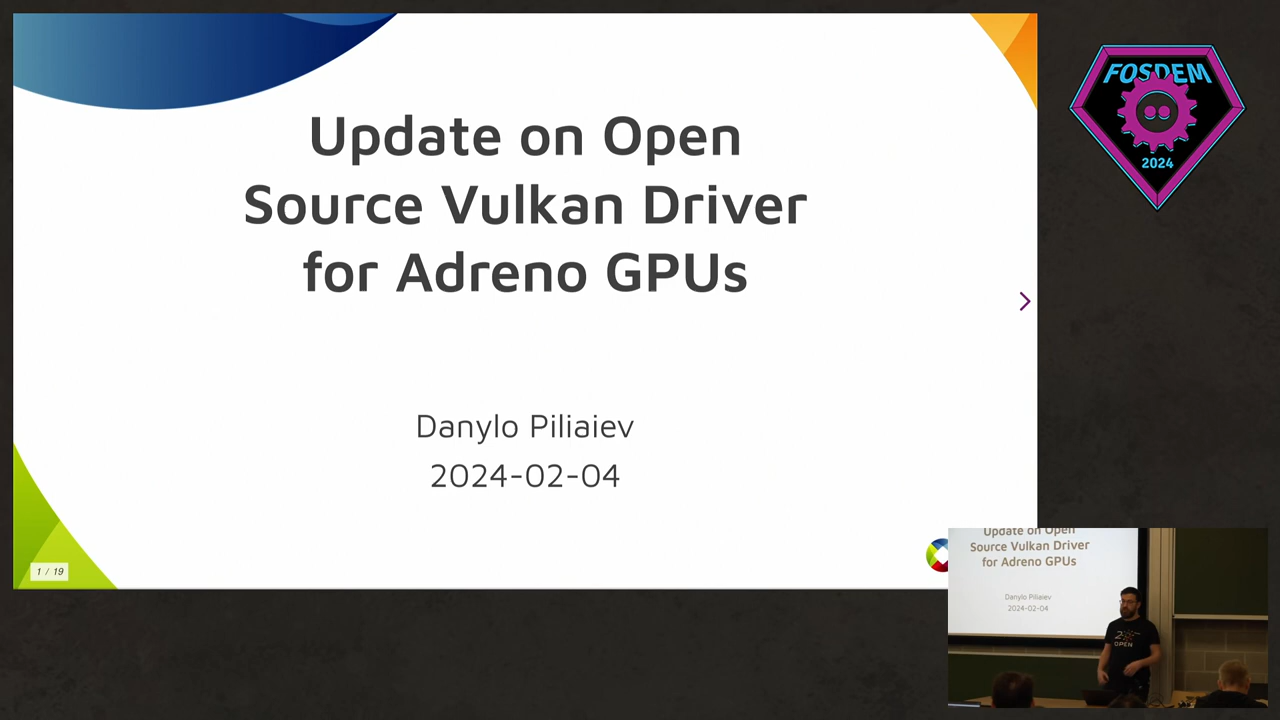 Update on Open
Source Vulkan Driver
for Adreno GPUs
Danylo Piliaiev
2024-02-04
1 / 19
FOSDEM
2024
Update on Open
Source Vulkan Driver
for Adreno GPUs
Danylo Piliaiev
2024-02-04
OPEN